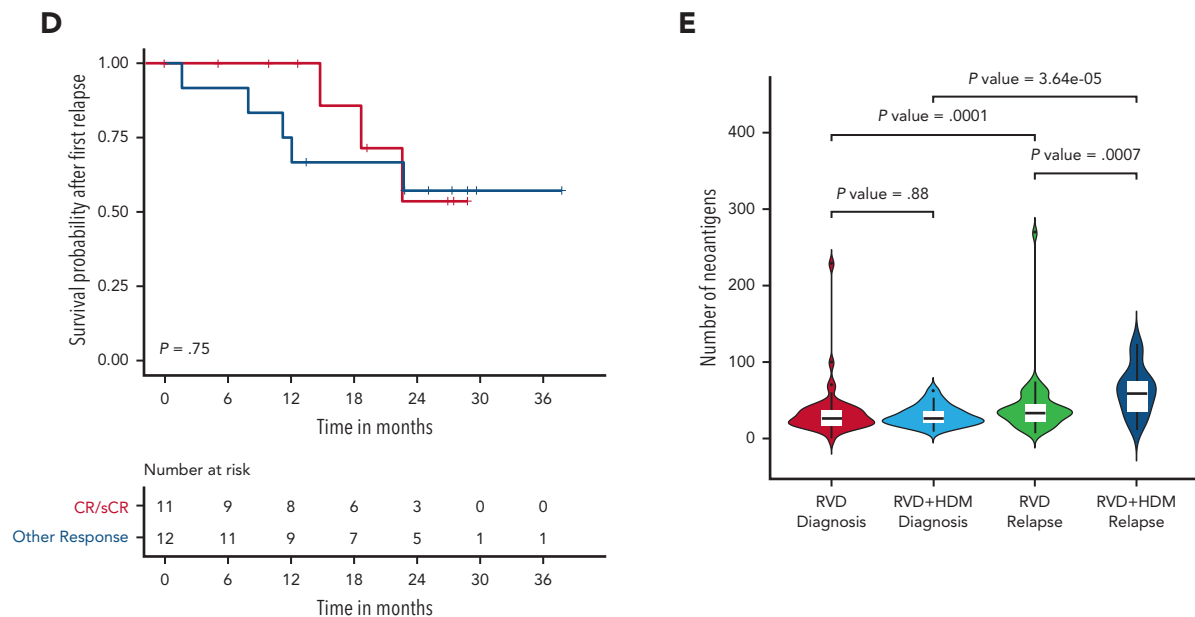 D
Survival probability after first relapse
1.00
0.75
0.50
0.25
0.00
P = .75
0 6 12 18 24 30 36
Time in months
Number at risk
CR/sCR 11 9 8 6 3 0 0
Other Response 12 11 9 7 5 1 1
0 6 12 18 24 30 36
Time in months
E
Number of neoantigens
400
300
200
100
0
P value = 3.64e-05
P value = .0001
P value = .0007
P value = .88
RVD Diagnosis
RVD+HDM Diagnosis
RVD Relapse
RVD+HDM Relapse